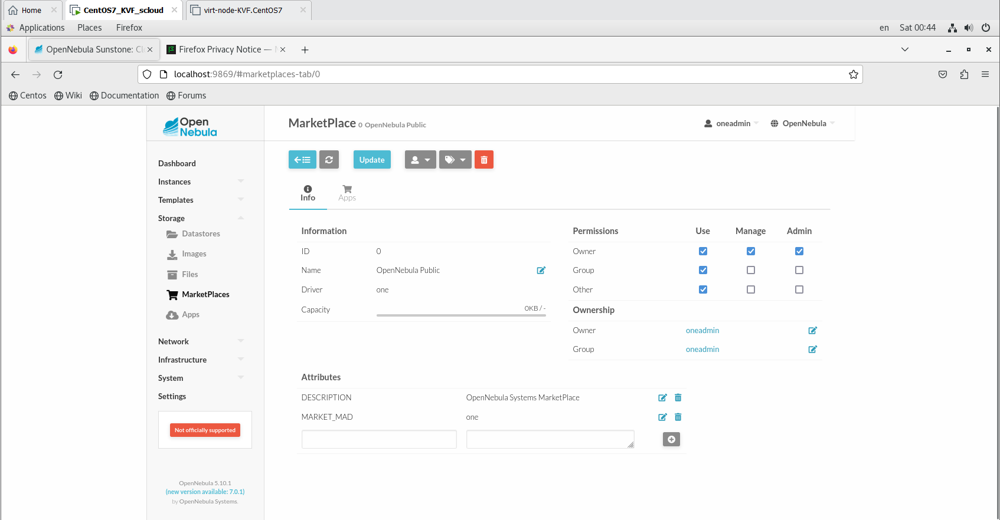 Home
CentOS7_KVF_scloud
virt-node-KVF.CentOS7
Applications Places Firefox
en Sat 00:44
OpenNebula Sunstone: Clo
Firefox Privacy Notice —
localhost:9869/#marketplaces-tab/0
Centos Wiki Documentation Forums
Open
Nebula
MarketPlace 0 OpenNebula Public
oneadmin OpenNebula
Dashboard
Instances
Templates
Storage
Datastores
Images
Files
MarketPlaces
Apps
Network
Infrastructure
System
Settings
Not officially supported
OpenNebula 5.10.1
(new version available: 7.0.1)
by OpenNebula Systems.
Update
Info Apps
Information
ID 0
Name OpenNebula Public
Driver one
Capacity 0KB / -
Permissions Use Manage Admin
Owner
Group
Other
Ownership
Owner oneadmin
Group oneadmin
Attributes
DESCRIPTION OpenNebula Systems MarketPlace
MARKET_MAD one